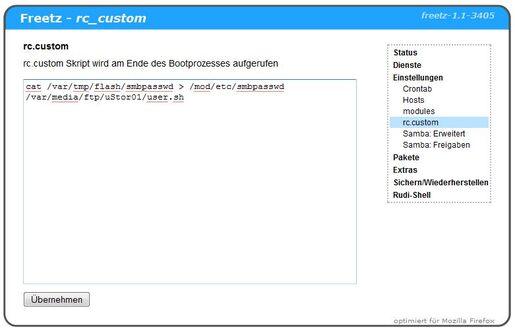 Freetz - rc_custom
freetz-1.1-3405
rc.custom
rc.custom Skript wird am Ende des Bootprozesses aufgerufen
cat /var/tmp/flash/smbpasswd > /mod/etc/smbpasswd
/var/media/ftp/uStor01/user.sh
Übernehmen
Status
Dienste
Einstellungen
Crontab
Hosts
modules
rc.custom
Samba: Erweitert
Samba: Freigaben
Pakete
Extras
Sichern/Wiederherstellen
Rudi-Shell
optimiert für Mozilla Firefox